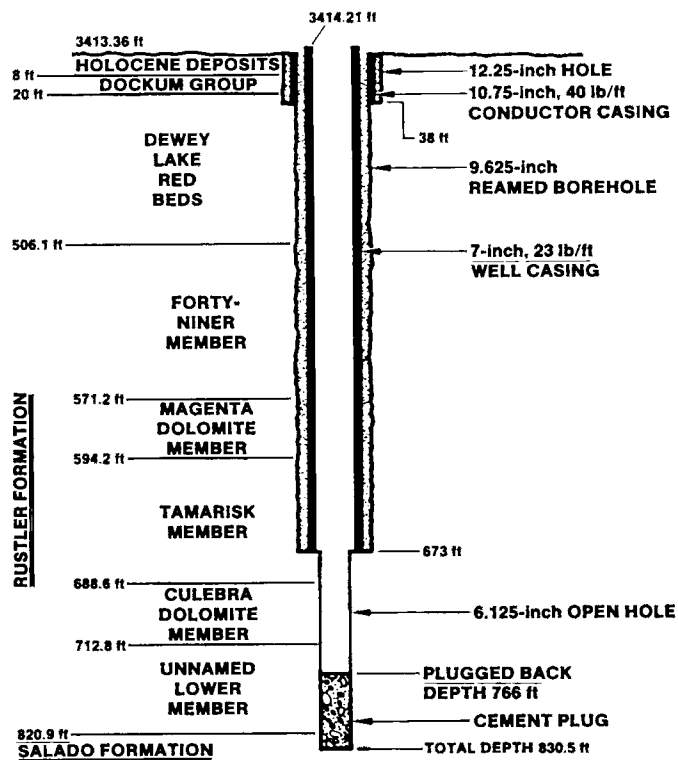 3414.21 ft
3413.36 ft
HOLOCENE DEPOSITS
8 ft
DOCKUM GROUP
20 ft
12.25-inch HOLE
10.75-inch, 40 lb/ft
CONDUCTOR CASING
38 ft
DEWEY
LAKE
RED
BEDS
9.625-inch
REAMED BOREHOLE
506.1 ft
7-inch, 23 lb/ft
WELL CASING
FORTY-
NINER
MEMBER
RUSTLER FORMATION
571.2 ft
MAGENTA
DOLOMITE
MEMBER
594.2 ft
TAMARISK
MEMBER
673 ft
688.6 ft
CULEBRA
DOLOMITE
MEMBER
6.125-inch OPEN HOLE
712.8 ft
UNNAMED
LOWER
MEMBER
PLUGGED BACK
DEPTH 766 ft
CEMENT PLUG
820.9 ft
SALADO FORMATION
TOTAL DEPTH 830.5 ft